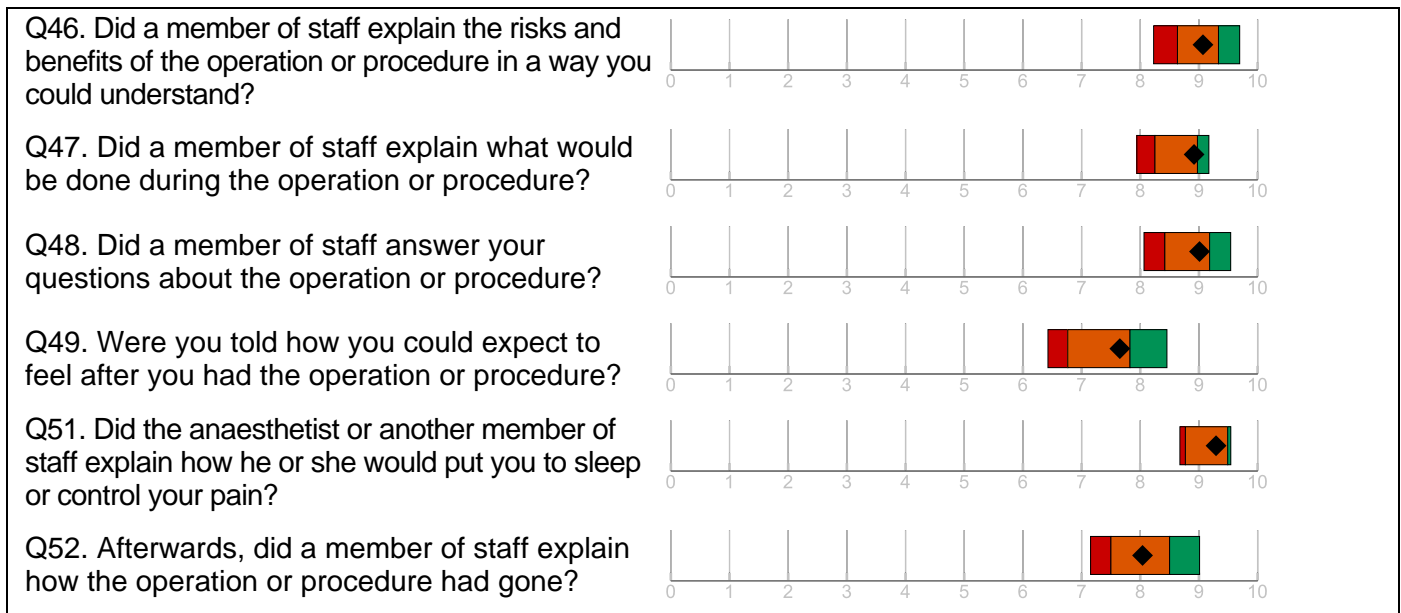 Q46. Did a member of staff explain the risks and
benefits of the operation or procedure in a way you
could understand?
0 1 2 3 4 5 6 7 8 9 10
Q47. Did a member of staff explain what would
be done during the operation or procedure?
0 1 2 3 4 5 6 7 8 9 10
Q48. Did a member of staff answer your
questions about the operation or procedure?
0 1 2 3 4 5 6 7 8 9 10
Q49. Were you told how you could expect to
feel after you had the operation or procedure?
0 1 2 3 4 5 6 7 8 9 10
Q51. Did the anaesthetist or another member of
staff explain how he or she would put you to sleep
or control your pain?
0 1 2 3 4 5 6 7 8 9 10
Q52. Afterwards, did a member of staff explain
how the operation or procedure had gone?
0 1 2 3 4 5 6 7 8 9 10